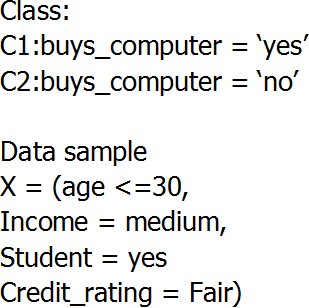 Class:
C1:buys_computer = ‘yes’
C2:buys_computer = ‘no’
Data sample
X = (age <=30,
Income = medium,
Student = yes
Credit_rating = Fair)